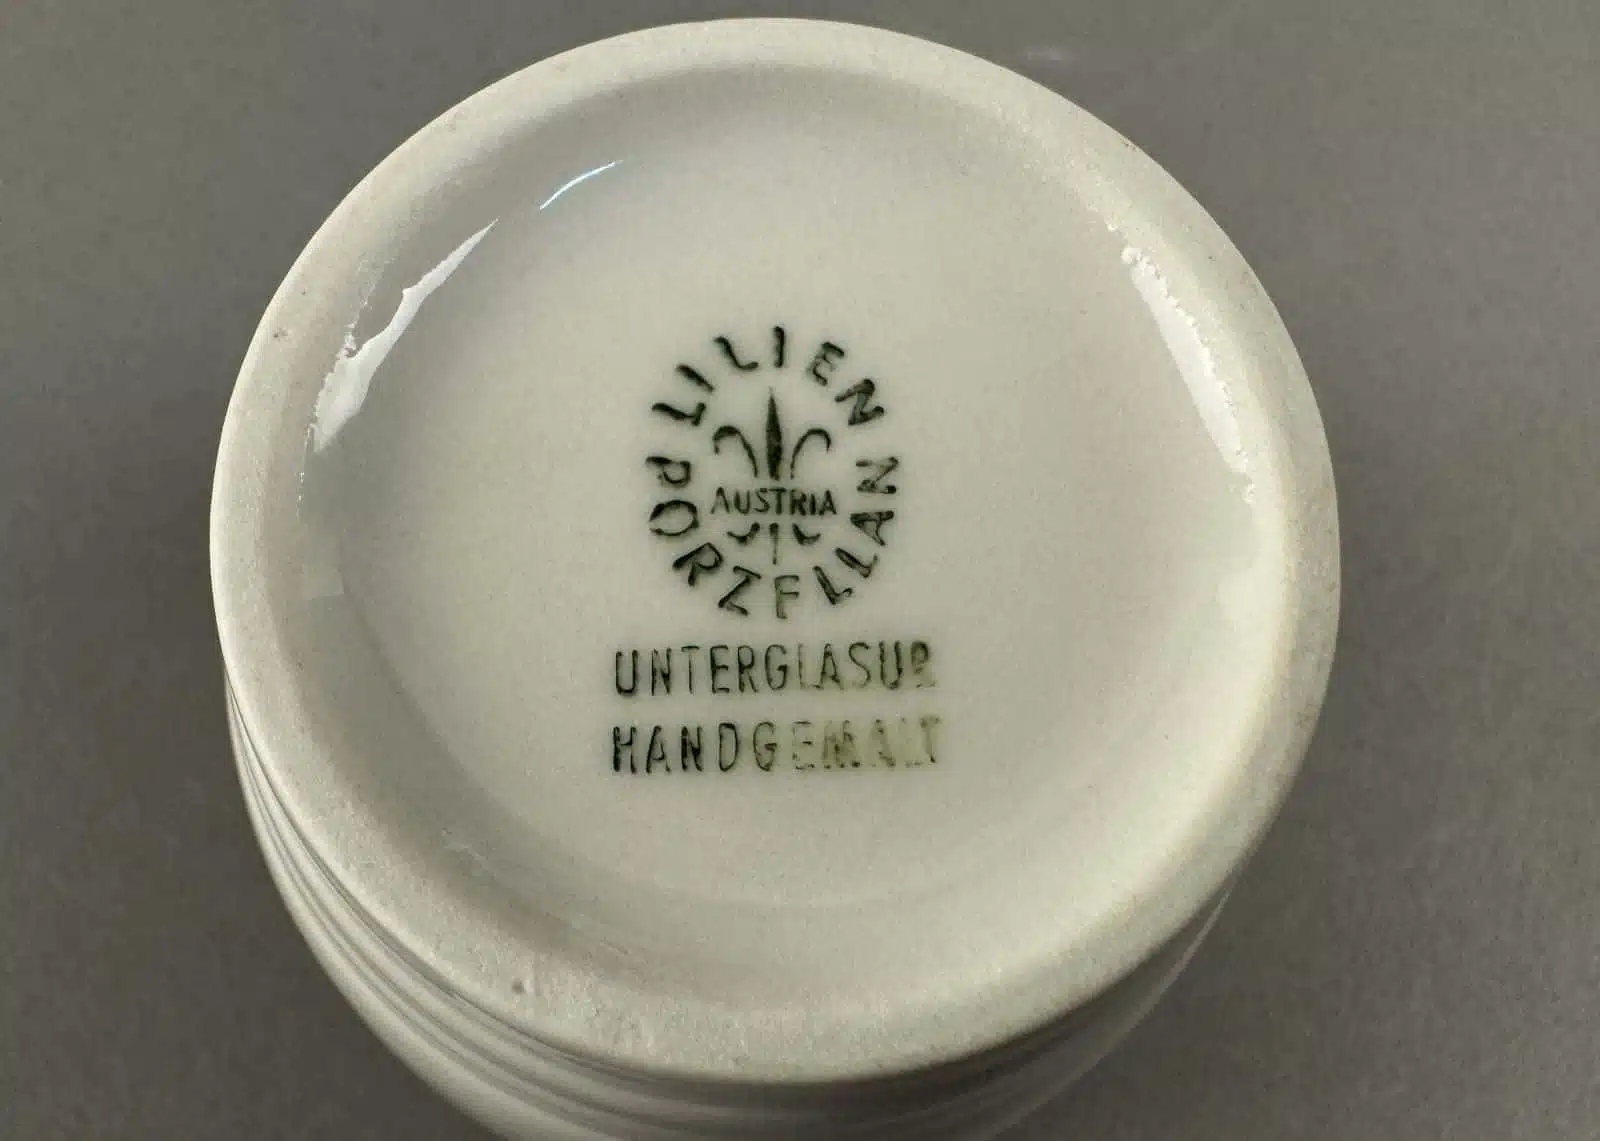 LILIEN PORZELLAN
AUSTRIA
UNTERGLASUR
HANDGEMALT